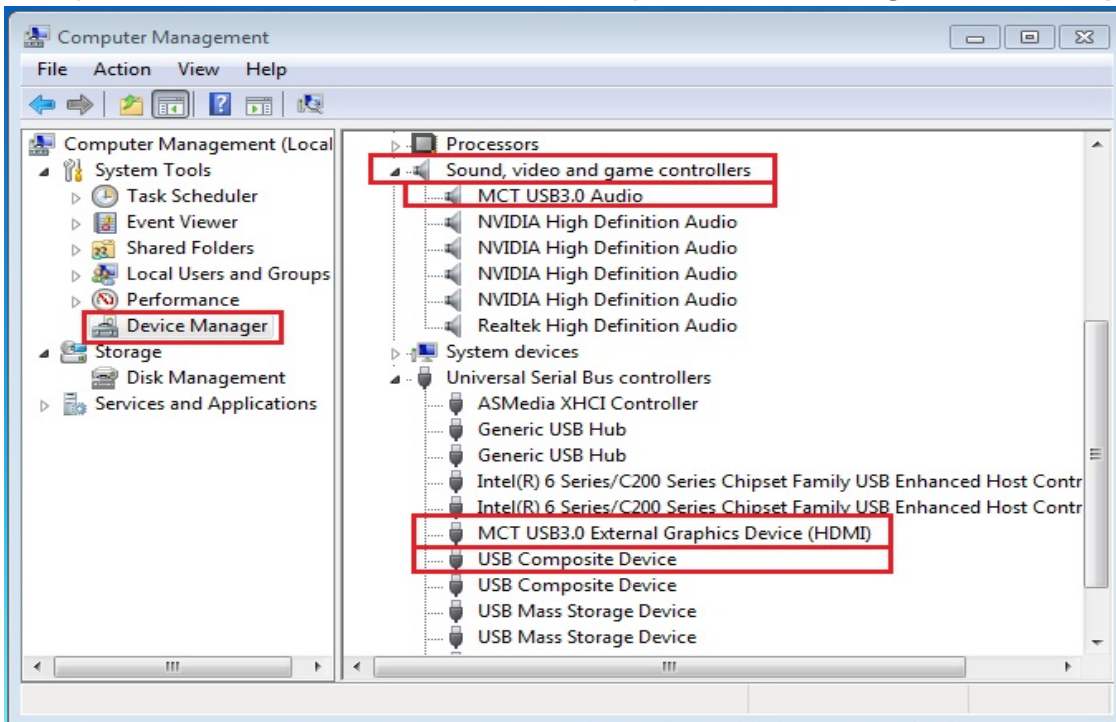 Computer Management
File Action View Help
Computer Management (Local
System Tools
Task Scheduler
Event Viewer
Shared Folders
Local Users and Groups
Performance
Device Manager
Storage
Disk Management
Services and Applications
Processors
Sound, video and game controllers
MCT USB3.0 Audio
NVIDIA High Definition Audio
NVIDIA High Definition Audio
NVIDIA High Definition Audio
NVIDIA High Definition Audio
Realtek High Definition Audio
System devices
Universal Serial Bus controllers
ASMedia XHCI Controller
Generic USB Hub
Generic USB Hub
Intel(R) 6 Series/C200 Series Chipset Family USB Enhanced Host Contr
Intel(R) 6 Series/C200 Series Chipset Family USB Enhanced Host Contr
MCT USB3.0 External Graphics Device (HDMI)
USB Composite Device
USB Composite Device
USB Mass Storage Device
USB Mass Storage Device